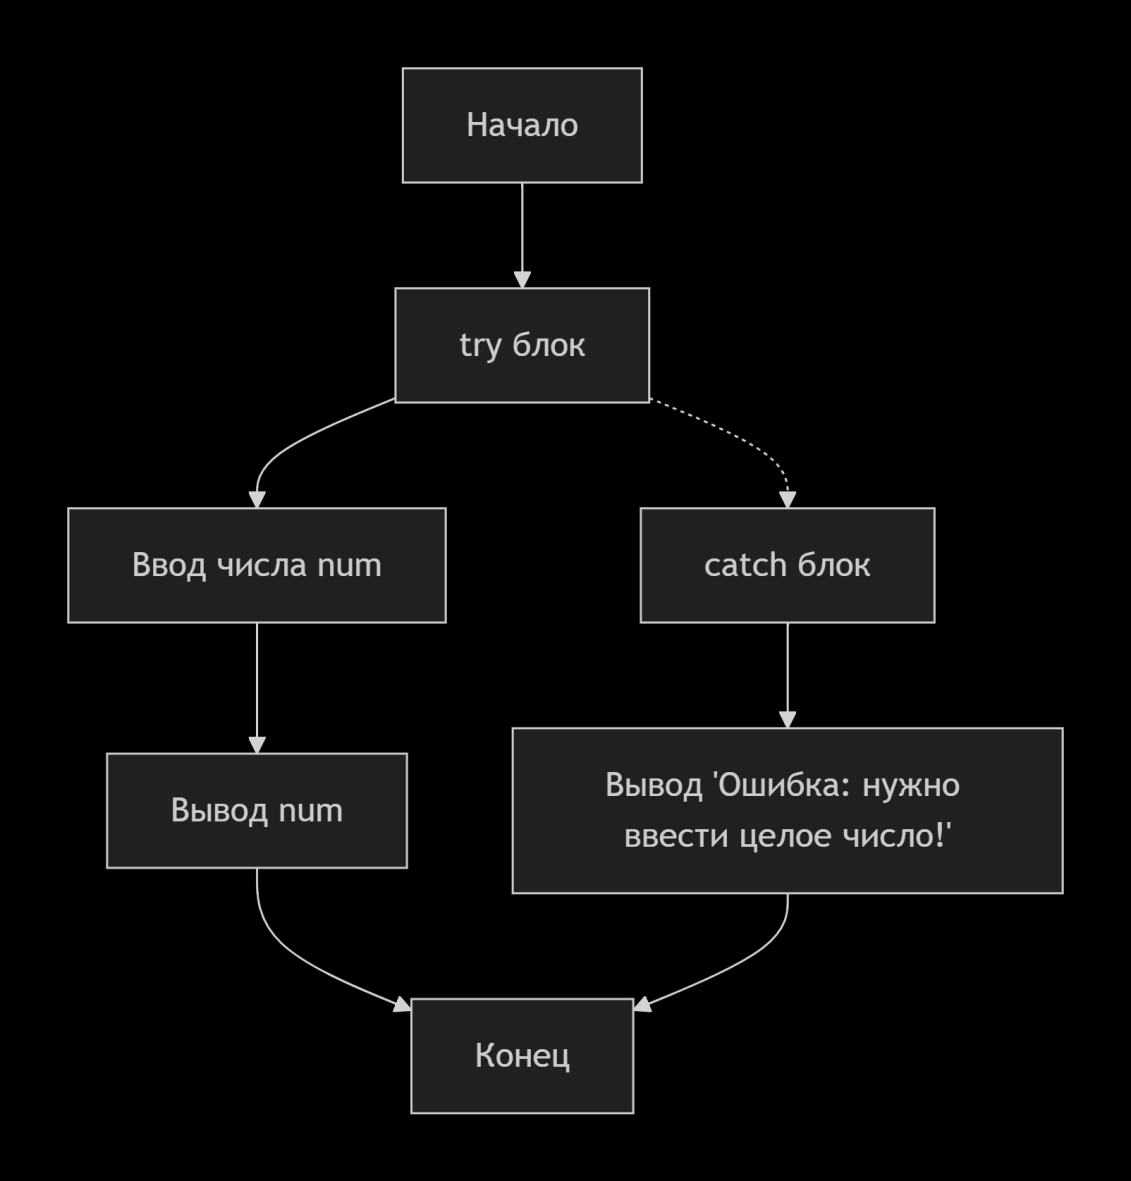 Начало
try блок
Ввод числа num
catch блок
Вывод num
Вывод 'Ошибка: нужно
ввести целое число!'
Конец